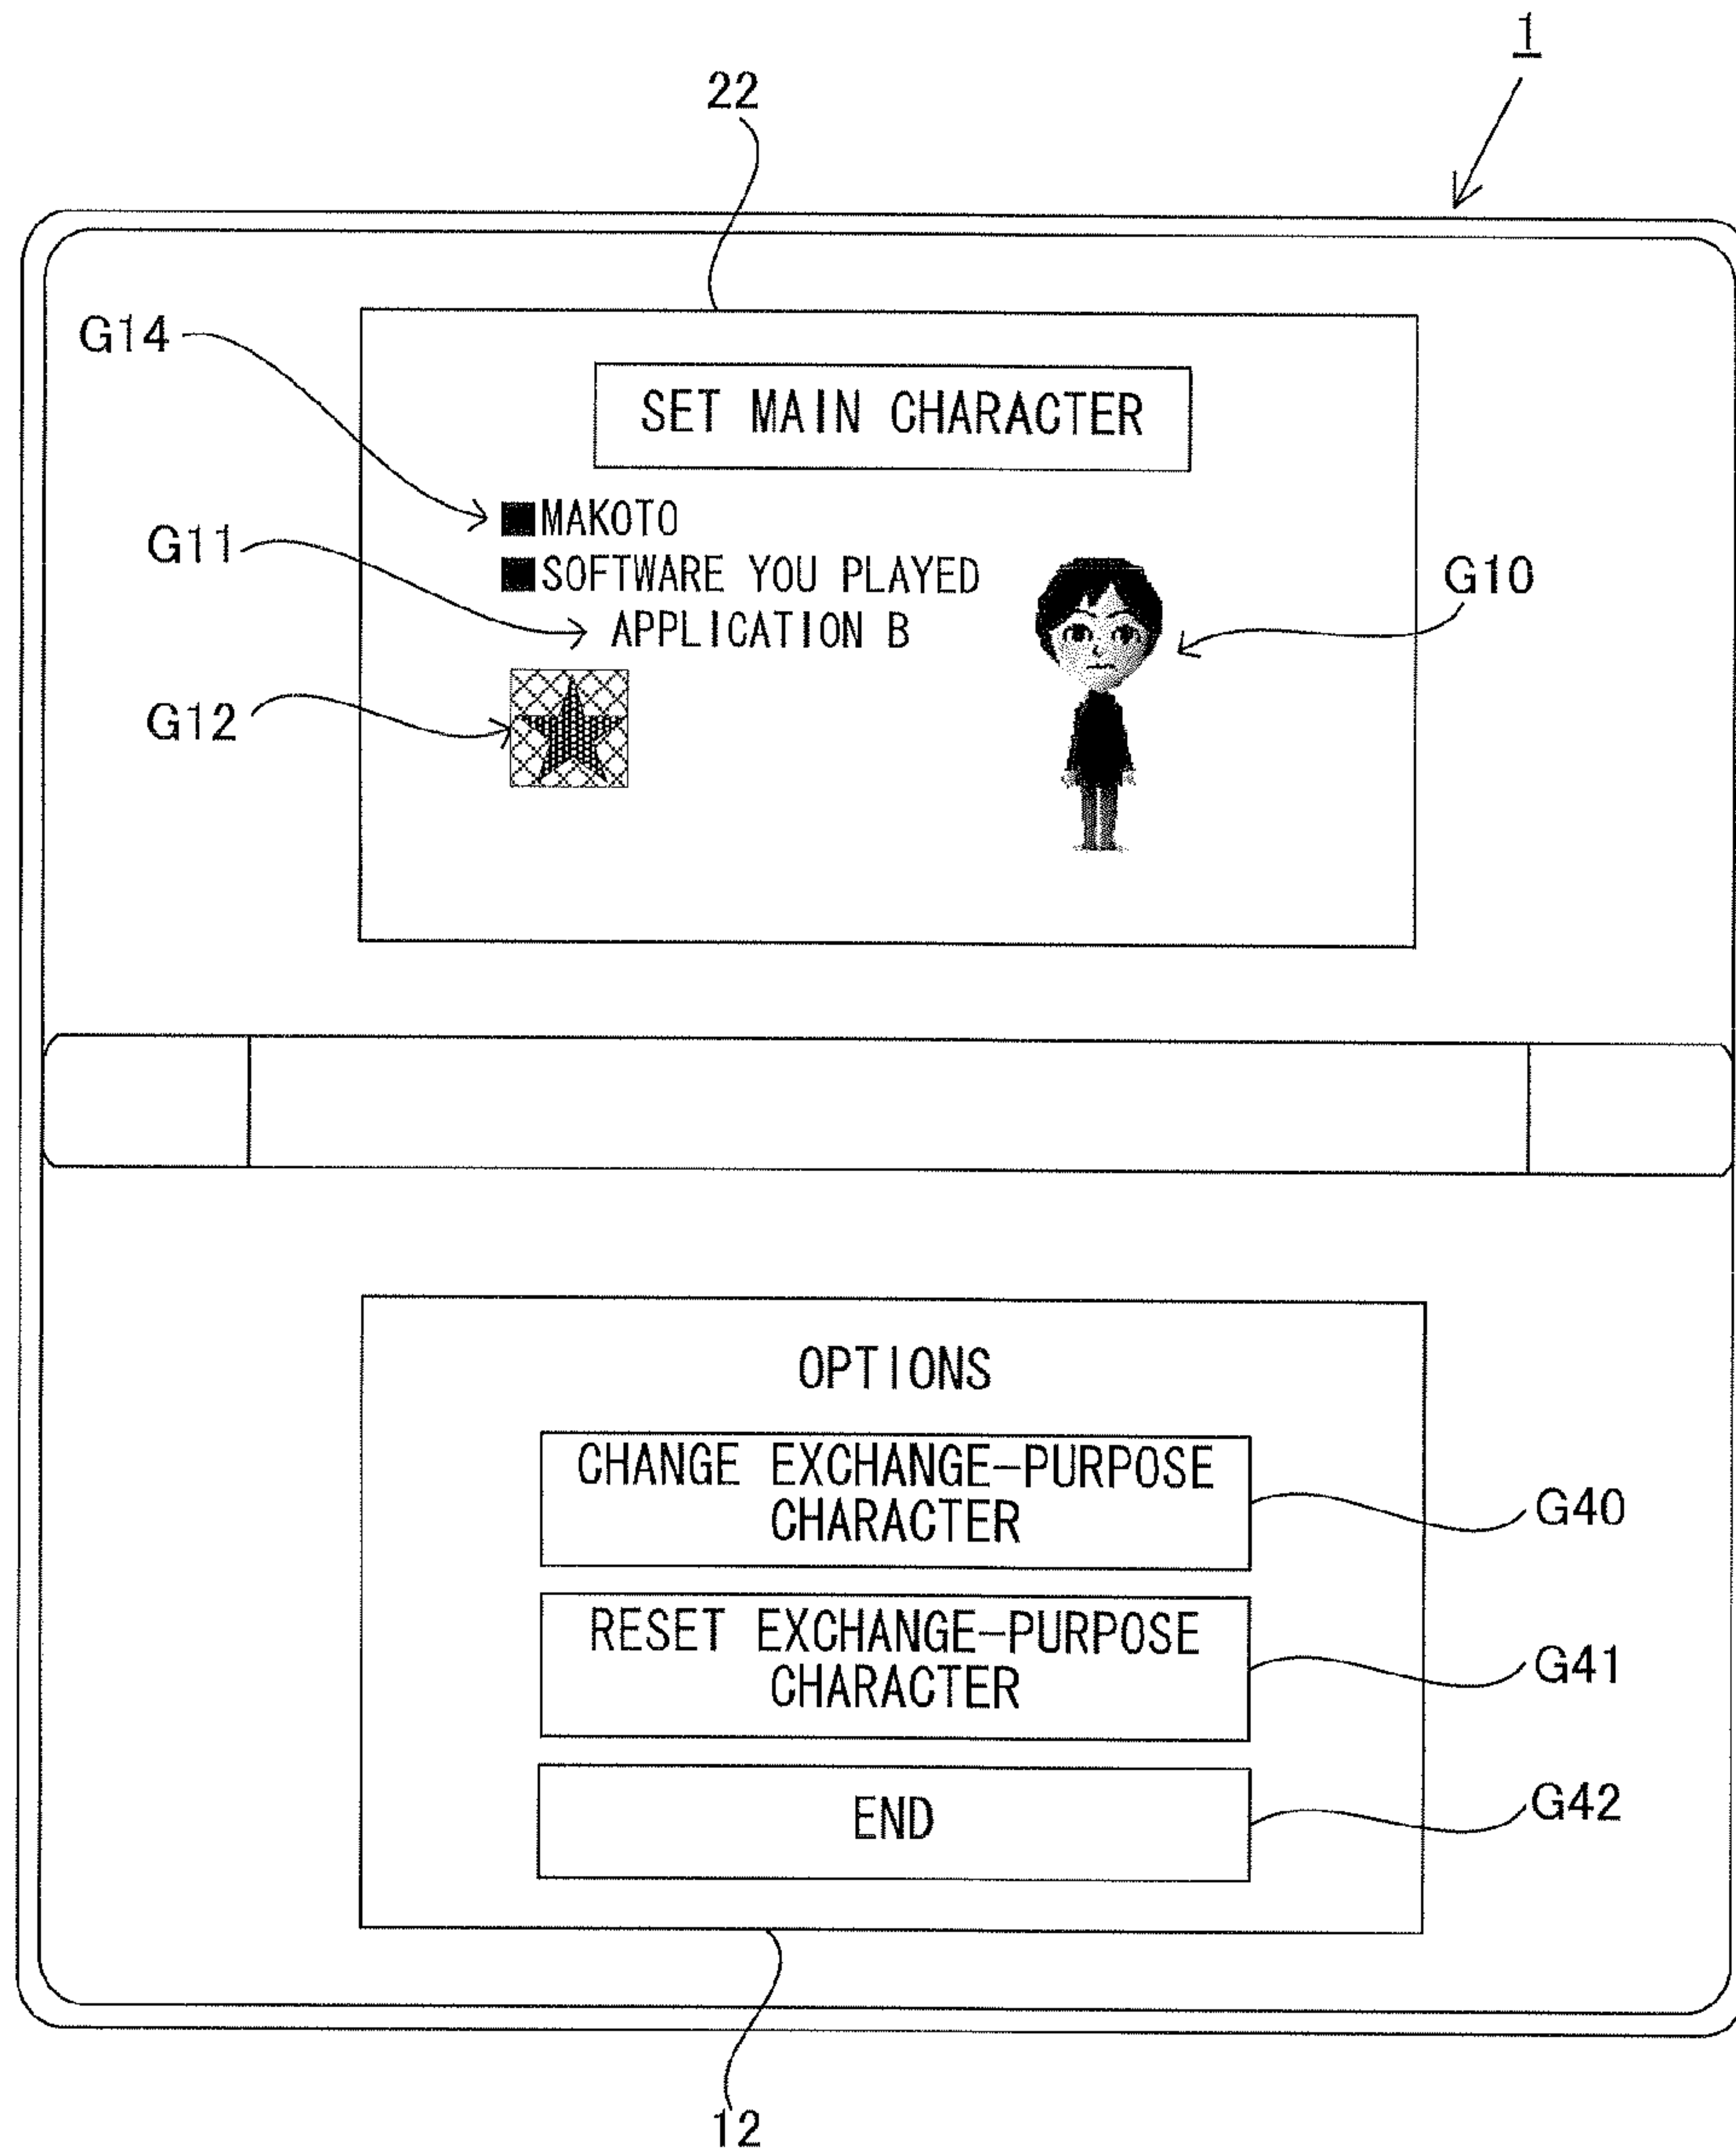 1
22
G14
SET MAIN CHARACTER
■MAKOTO
G11
■SOFTWARE YOU PLAYED
G10
APPLICATION B
G12
OPTIONS
CHANGE EXCHANGE-PURPOSE
CHARACTER
G40
RESET EXCHANGE-PURPOSE
CHARACTER
G41
END
G42
12